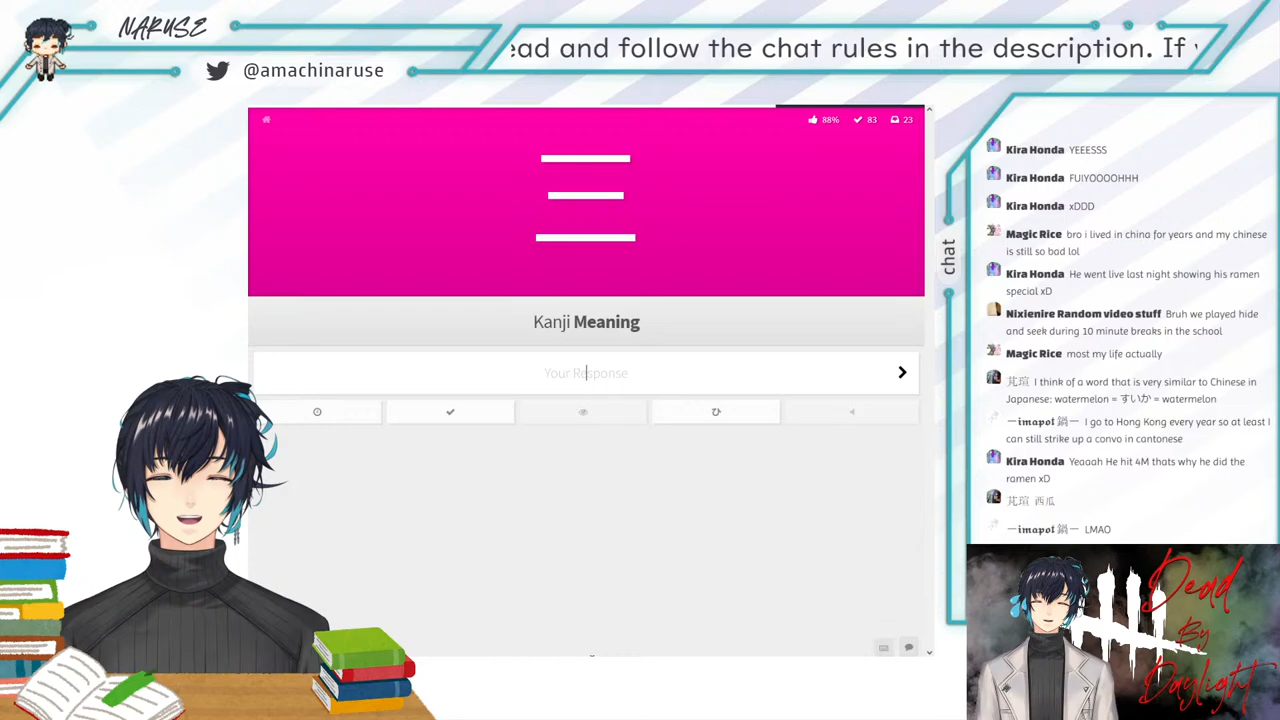 NARUSE
@amachinaruse
ead and follow the chat rules in the description. If
88% 83 23
三
Kanji Meaning
Your Response
ひ
chat
Kira Honda YEEESSS
Kira Honda FUIYOOOOHHH
Kira Honda xDDD
Magic Rice bro i lived in china for years and my chinese
is still so bad lol
Kira Honda He went live last night showing his ramen
special xD
Nixienire Random video stuff Bruh we played hide
and seek during 10 minute breaks in the school
Magic Rice most my life actually
芃瑄 I think of a word that is very similar to Chinese in
Japanese: watermelon = すいか = watermelon
一imapot 鍋一 I go to Hong Kong every year so at least I
can still strike up a convo in cantonese
Kira Honda Yeaaah He hit 4M thats why he did the
ramen xD
芃瑄 西瓜
一imapot 鍋一 LMAO
Dead
By
Daylight